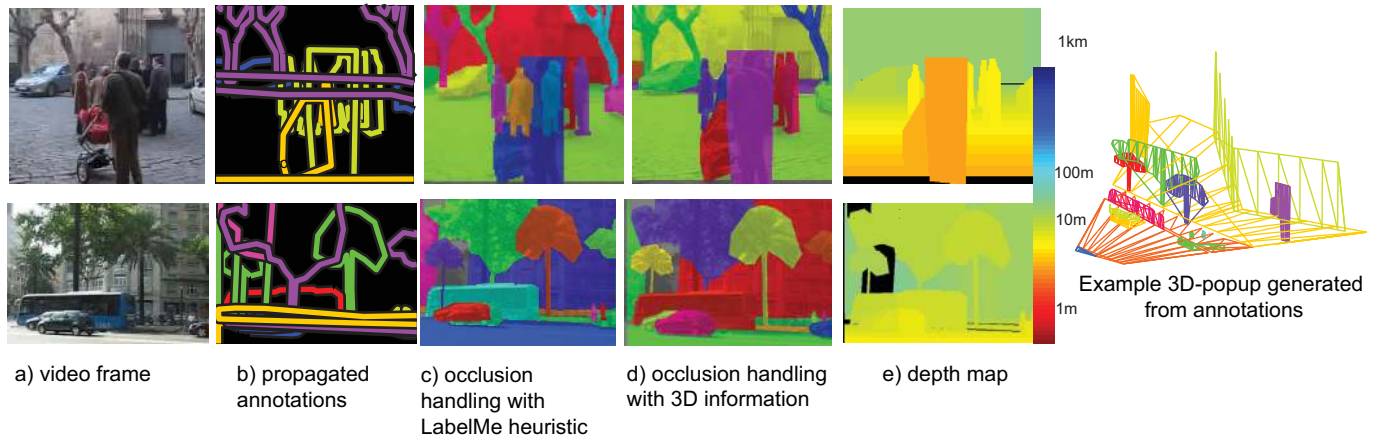 1km
100m
10m
1m
Example 3D-popup generated
from annotations
a) video frame
b) propagated
annotations
c) occlusion
handling with
LabelMe heuristic
d) occlusion handling
with 3D information
e) depth map